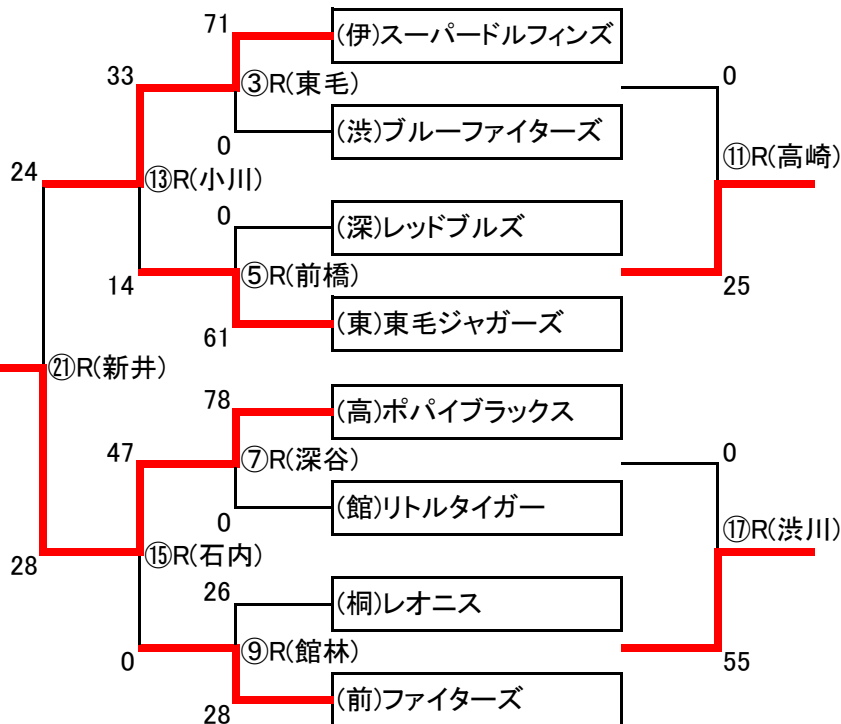 71
(伊)スーパードルフィンズ
33
③R(東毛)
0
0
(渋)ブルーファイターズ
⑪R(高崎)
24
⑬R(小川)
0
(深)レッドブルズ
14
⑤R(前橋)
25
61
(東)東毛ジャガーズ
㉑R(新井)
78
(高)ポパイブラックス
47
⑦R(深谷)
0
0
(館)リトルタイガー
⑰R(渋川)
28
⑮R(石内)
26
(桐)レオニス
0
⑨R(館林)
55
28
(前)ファイターズ